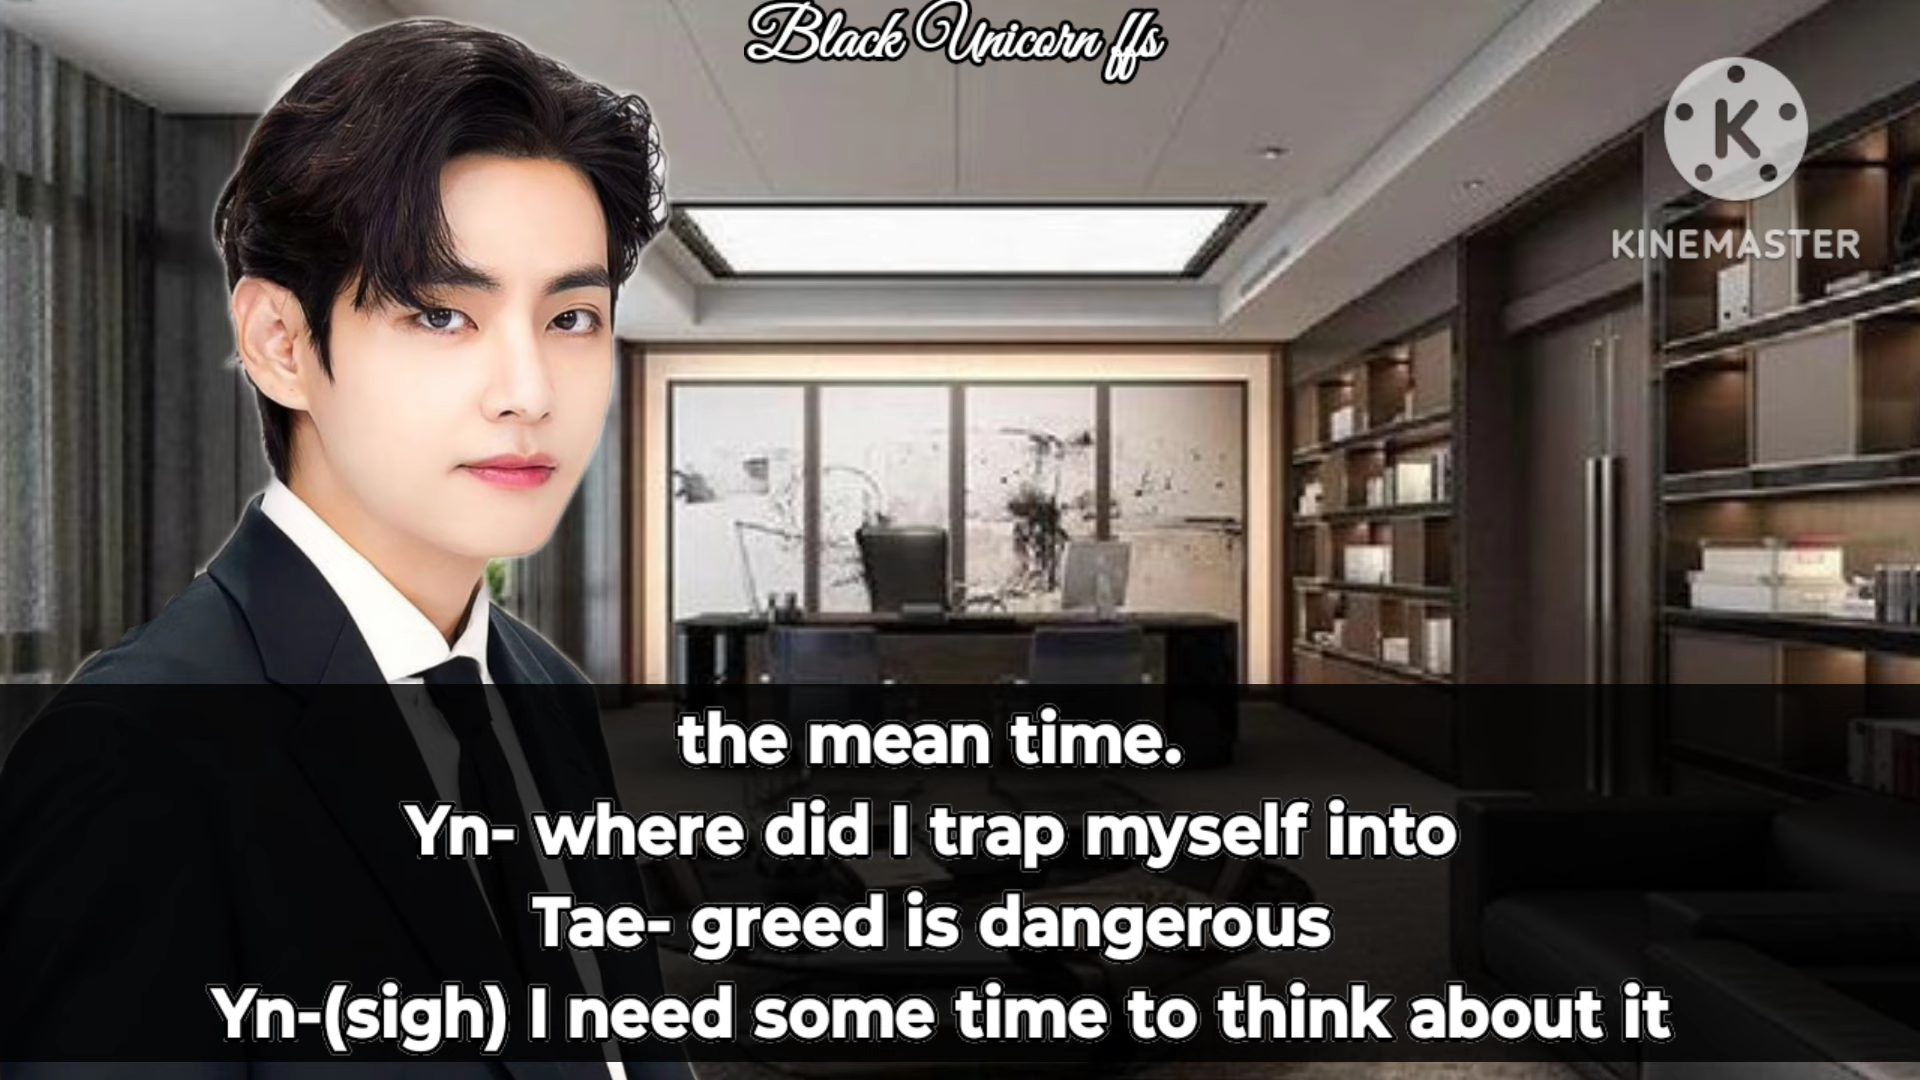 Black Unicorn ffs
K
KINEMASTER
the mean time.
Yn- where did I trap myself into
Tae- greed is dangerous
Yn-(sigh) I need some time to think about it